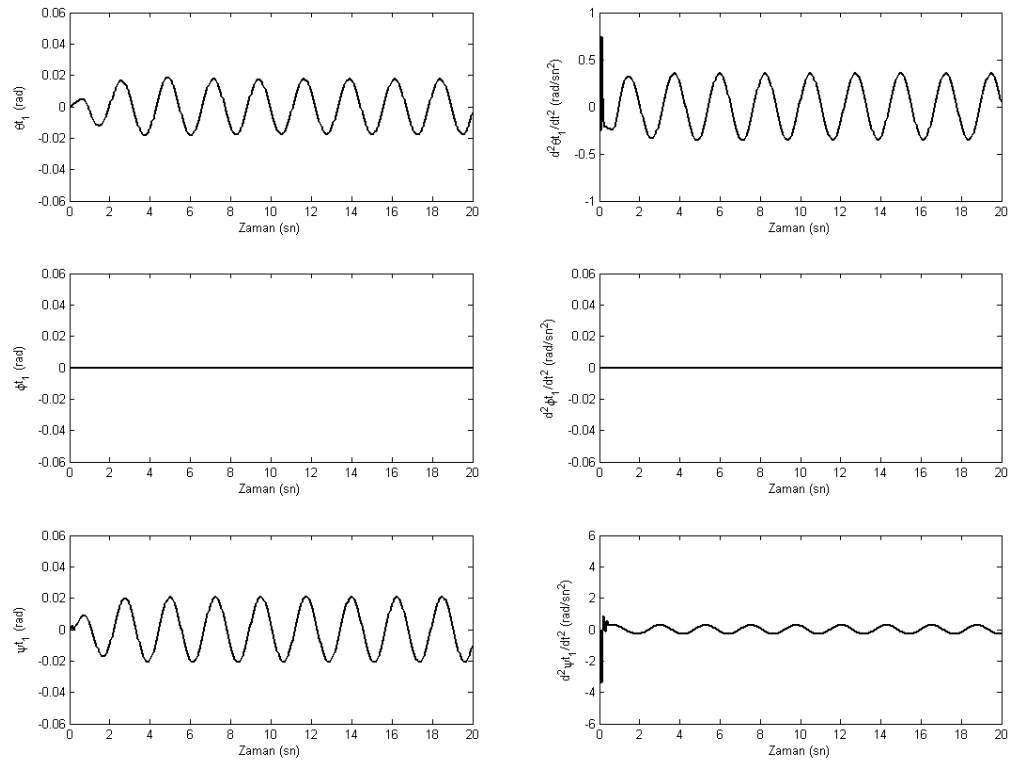 0.06
0.04
0.02
0
-0.02
-0.04
-0.06
θt₁ (rad)
0 2 4 6 8 10 12 14 16 18 20
Zaman (sn)
1
0.5
0
-0.5
-1
d²θt₁/dt² (rad/sn²)
0 2 4 6 8 10 12 14 16 18 20
Zaman (sn)
0.06
0.04
0.02
0
-0.02
-0.04
-0.06
ϕt₁ (rad)
0 2 4 6 8 10 12 14 16 18 20
Zaman (sn)
0.06
0.04
0.02
0
-0.02
-0.04
-0.06
d²ϕt₁/dt² (rad/sn²)
0 2 4 6 8 10 12 14 16 18 20
Zaman (sn)
0.06
0.04
0.02
0
-0.02
-0.04
-0.06
ψt₁ (rad)
0 2 4 6 8 10 12 14 16 18 20
Zaman (sn)
6
4
2
0
-2
-4
-6
d²ψt₁/dt² (rad/sn²)
0 2 4 6 8 10 12 14 16 18 20
Zaman (sn)